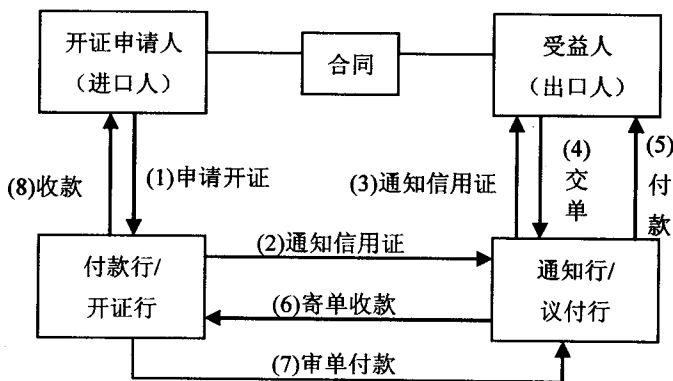 开证申请人
（进口人）
合同
受益人
（出口人）
(8)收款
(1)申请开证
(3)通知信用证
(4)
交
单
(5)
付
款
付款行/
开证行
(2)通知信用证
(6)寄单收款
(7)审单付款
通知行/
议付行